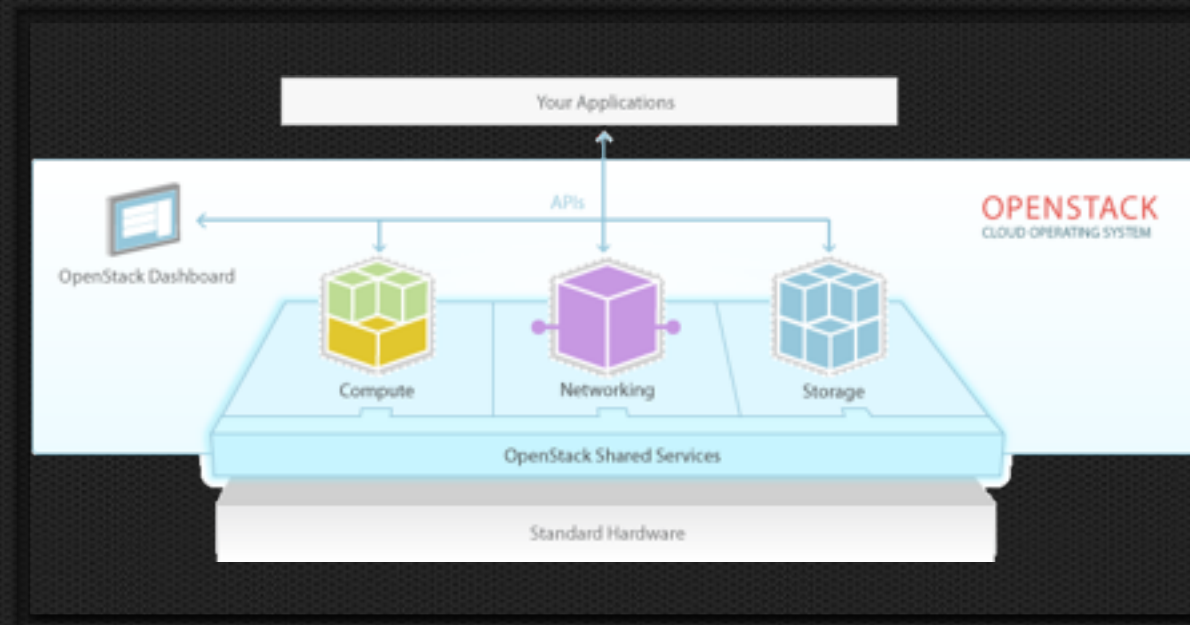 Your Applications
APIs
OPENSTACK
CLOUD OPERATING SYSTEM
OpenStack Dashboard
Compute
Networking
Storage
OpenStack Shared Services
Standard Hardware